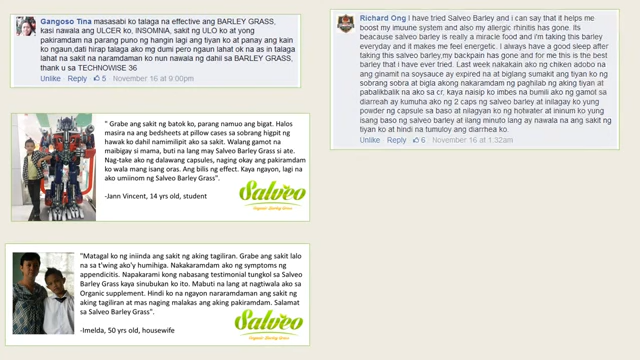 Gangoso Tina masasabi ko talaga na effective ang BARLEY GRASS,
kasi nawala ang ULCER ko, INSOMNIA, sakit ng ULO ko at yong
pakiramdam na parang puno ng hangin lagi ang tiyan ko at panay ang kain
ko ngaun,dati hirap talaga ako mg dumi pero ngaun lahat ok na as in talaga
lahat na sakit na naramdaman ko nun nawala ng dahil sa BARLEY GRASS,
thank u sa TECHNOWISE 36
Unlike · Reply · 5 · November 16 at 9:00pm
" Grabe ang sakit ng batok ko, parang namuo ang bigat. Halos
masira na ang bedsheets at pillow cases sa sobrang higpit ng
hawak ko dahil namimilipit ako sa sakit. Walang gamot na
maibigay si mama, buti na lang may Salveo Barley Grass si ate.
Nag-take ako ng dalawang capsules, naging okay ang pakiramdam
ko wala mang isang oras. Ang bilis ng effect. Kaya ngayon, lagi na
ako umiinom ng Salveo Barley Grass".
-Jann Vincent, 14 yrs old, student
Salveo
Organic Barley Grass
"Matagal ko ng iniinda ang sakit ng aking tagiliran. Grabe ang sakit lalo
na sa t'wing ako'y humihiga. Nakakaramdam ako ng symptoms ng
appendicitis. Napakarami kong nabasang testimonial tungkol sa Salveo
Barley Grass kaya sinubukan ko ito. Mabuti na lang at nagtiwala ako sa
Organic supplement. Hindi ko na ngayon nararamdaman ang sakit ng
aking tagiliran at mas naging malakas ang aking pakiramdam. Salamat
sa Salveo Barley Grass".
-Imelda, 50 yrs old, housewife
Salveo
Organic Barley Grass
Richard Ong I have tried Salveo Barley and i can say that it helps me
boost my imuune system and also my allergic rhinitis has gone. Its
beacause salveo barley is really a miracle food and i'm taking this barley
everyday and it makes me feel energetic. I always have a good sleep after
taking this salveo barley,my backpain has gone and for me this is the best
barley that i have ever tried. Last week nakakain ako ng chiken adobo na
ang ginamit na soysauce ay expired na at biglang sumakit ang tiyan ko ng
sobrang sakit at bigla akong nakaramdam ng paghilab ng aking tiyan at
pabalikbalik na ako sa cr, kaya naisip ko imbes na bumili ako ng gamot sa
diarreah ay kumuha ako ng 2 caps ng salveo barley at inilagay ko yung
powder ng capsule sa baso at nilagyan ko ng hotwater at ininum ko yung
isang baso ng salveo barley at ilang minuto lang ay nawala na ang sakit ng
tiyan ko at hindi na tumuloy ang diarrhea ko.
Unlike · Reply · 6 · November 16 at 1:32am